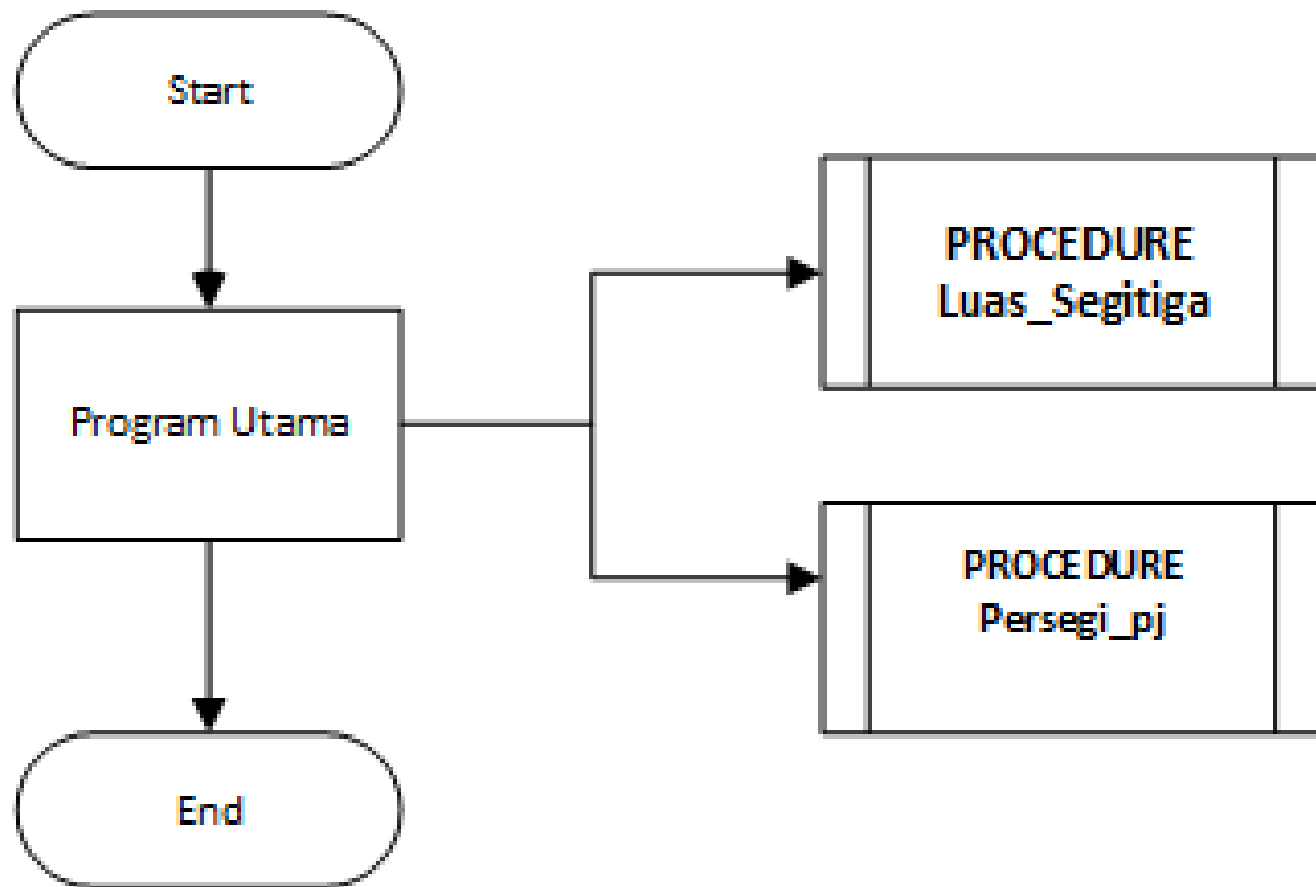 Start
PROCEDURE
Luas_Segitiga
Program Utama
PROCEDURE
Persegi_pj
End